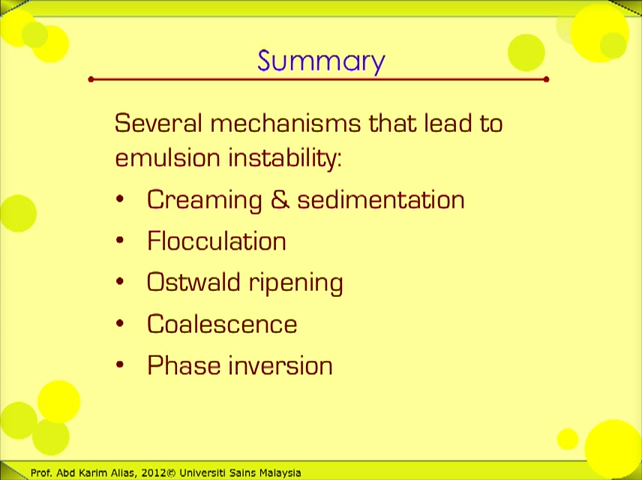 Summary
Several mechanisms that lead to
emulsion instability:
• Creaming & sedimentation
• Flocculation
• Ostwald ripening
• Coalescence
• Phase inversion
Prof. Abd Karim Alias, 2012© Universiti Sains Malaysia